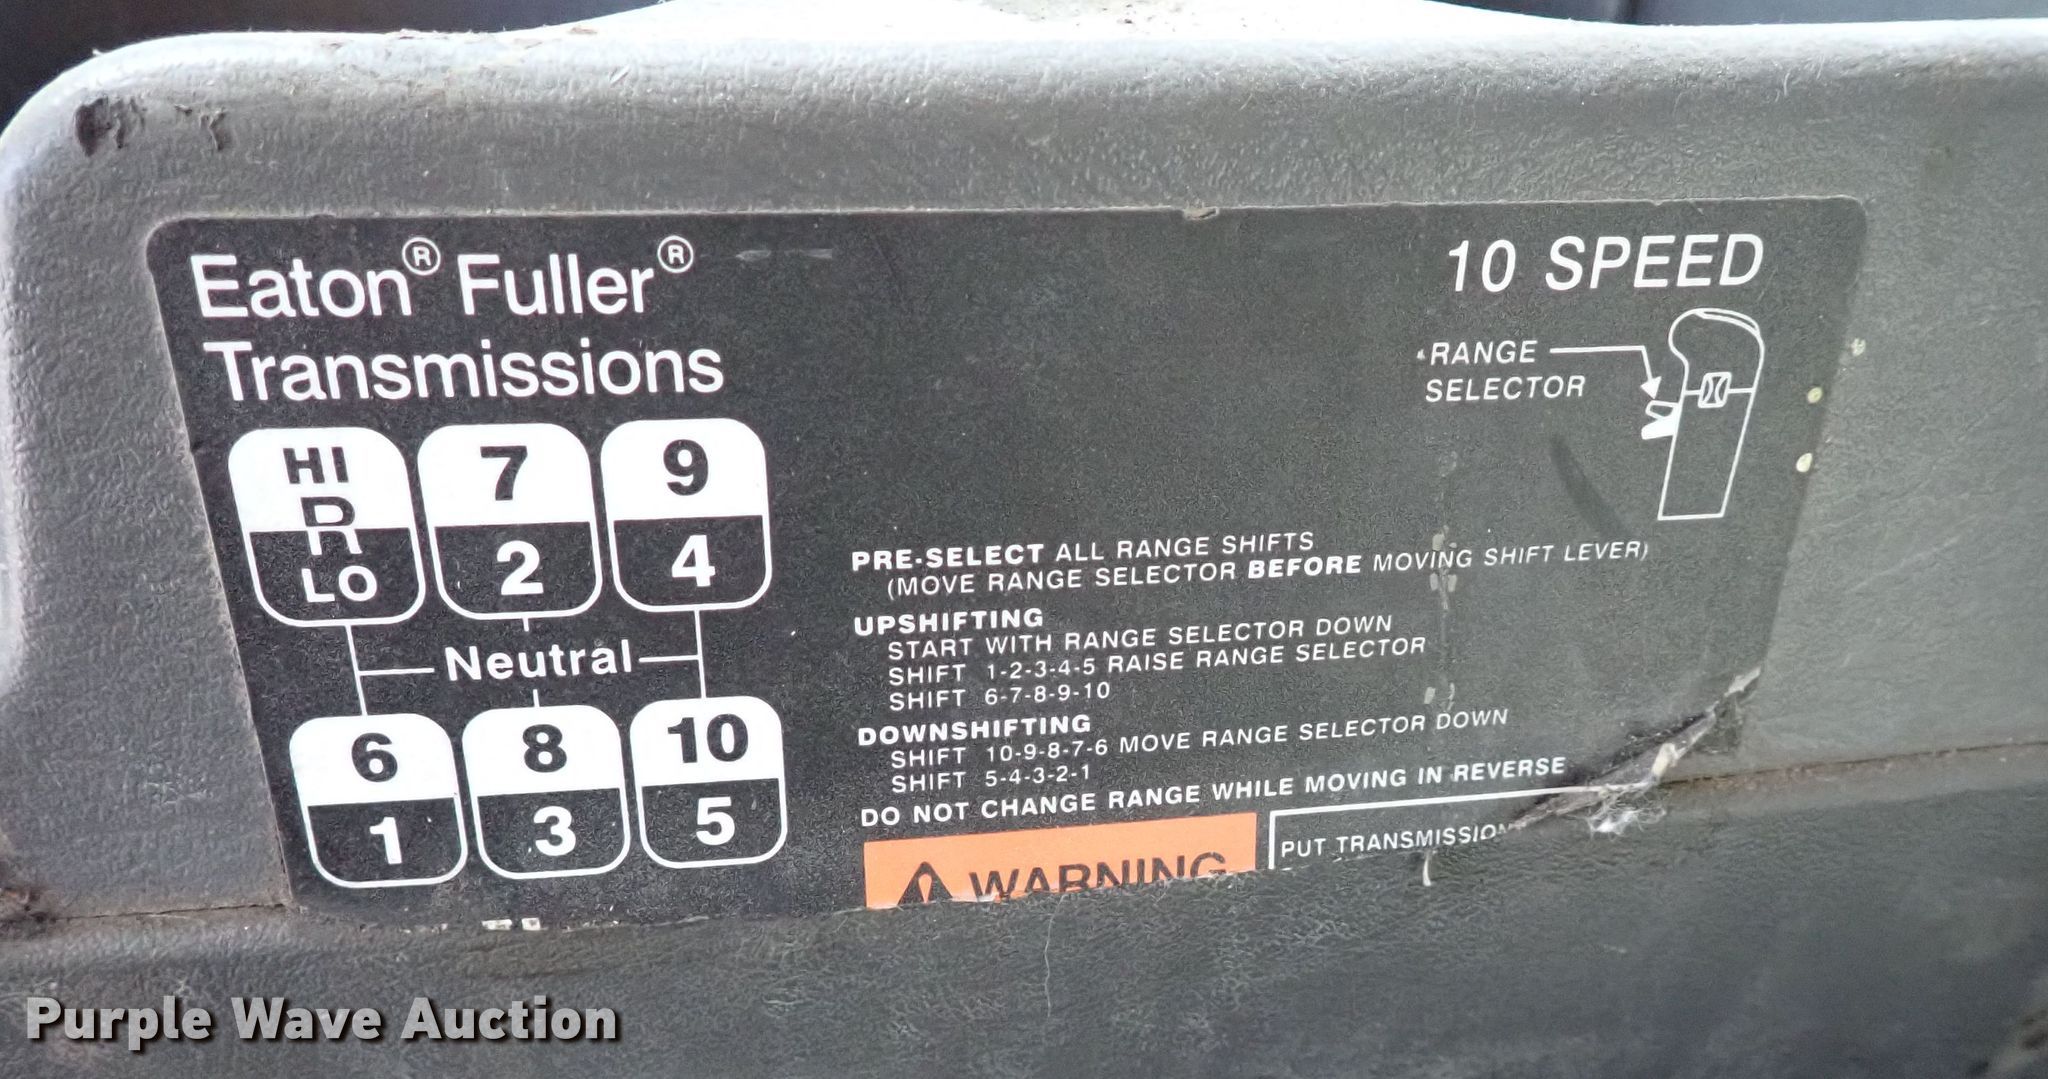 Eaton® Fuller®
Transmissions
10 SPEED
RANGE
SELECTOR
HI
R
LO
7
2
9
4
Neutral
6
1
8
3
10
5
PRE-SELECT ALL RANGE SHIFTS
(MOVE RANGE SELECTOR BEFORE MOVING SHIFT LEVER)
UPSHIFTING
START WITH RANGE SELECTOR DOWN
SHIFT 1-2-3-4-5 RAISE RANGE SELECTOR
SHIFT 6-7-8-9-10
DOWNSHIFTING
SHIFT 10-9-8-7-6 MOVE RANGE SELECTOR DOWN
SHIFT 5-4-3-2-1
DO NOT CHANGE RANGE WHILE MOVING IN REVERSE
WARNING
PUT TRANSMISSION
Purple Wave Auction